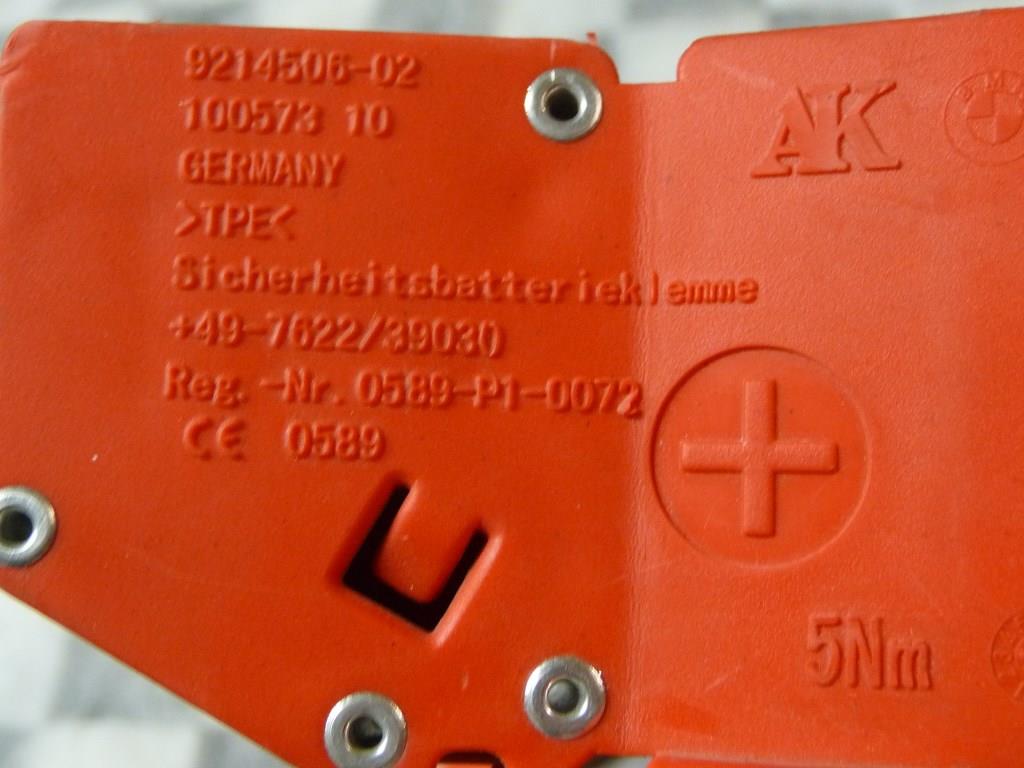 9214506-02
100573 10
GERMANY
>TPE<
Sicherheitsbatterieklemme
+49-7622/39030
Reg.-Nr. 0589-P1-0072
CE 0589
AK
BMW
5Nm